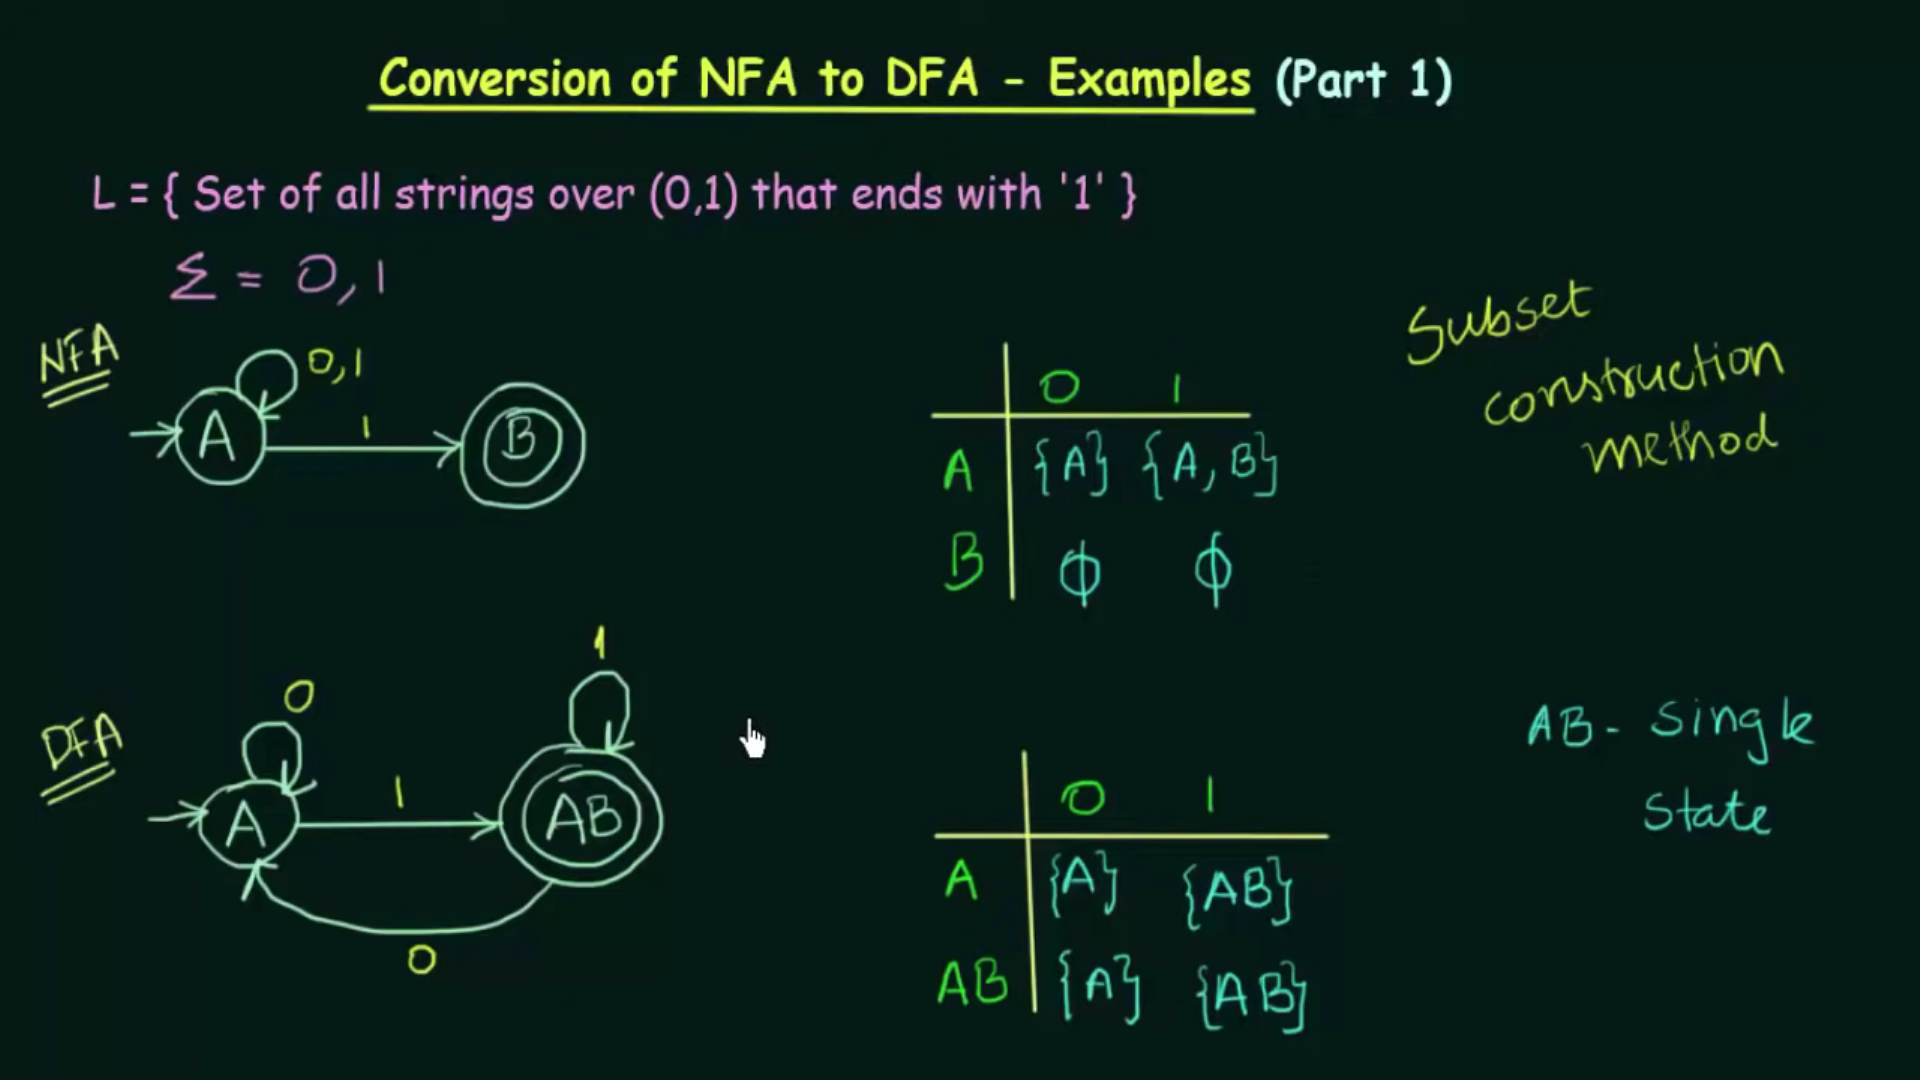 Conversion of NFA to DFA - Examples (Part 1)
L = { Set of all strings over (0,1) that ends with '1' }
Σ = 0, 1
NFA
0,1
A
1
B
0 1
A {A} {A, B}
B ϕ ϕ
Subset
construction
method
DFA
0
1
A
1
AB
0
0 1
A {A} {AB}
AB {A} {AB}
AB - Single
State